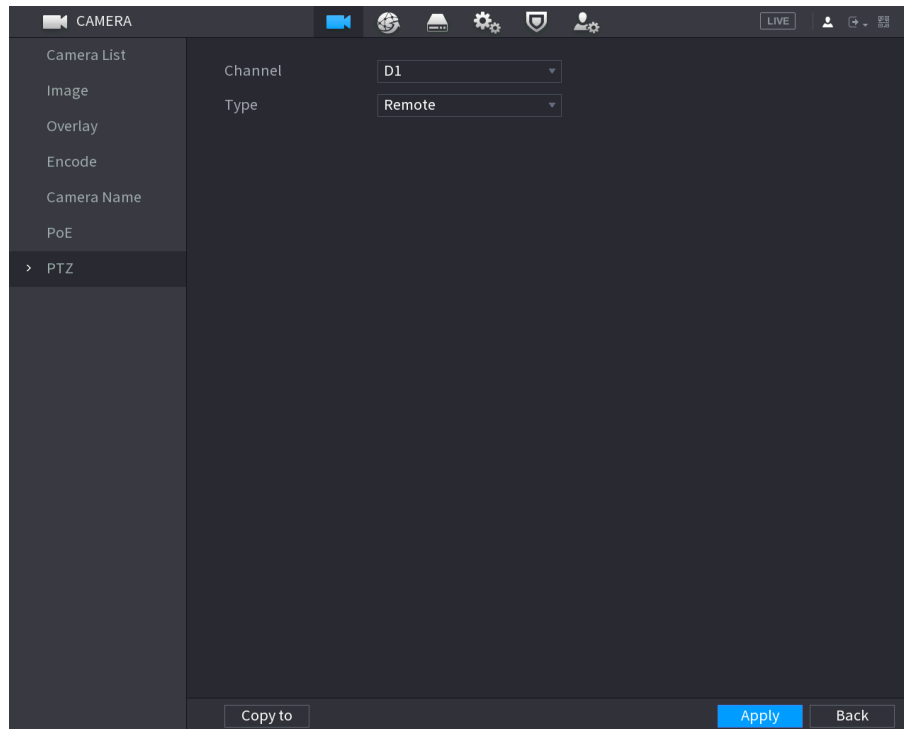 CAMERA
LIVE
Camera List
Image
Overlay
Encode
Camera Name
PoE
> PTZ
Channel D1
Type Remote
Copy to Apply Back